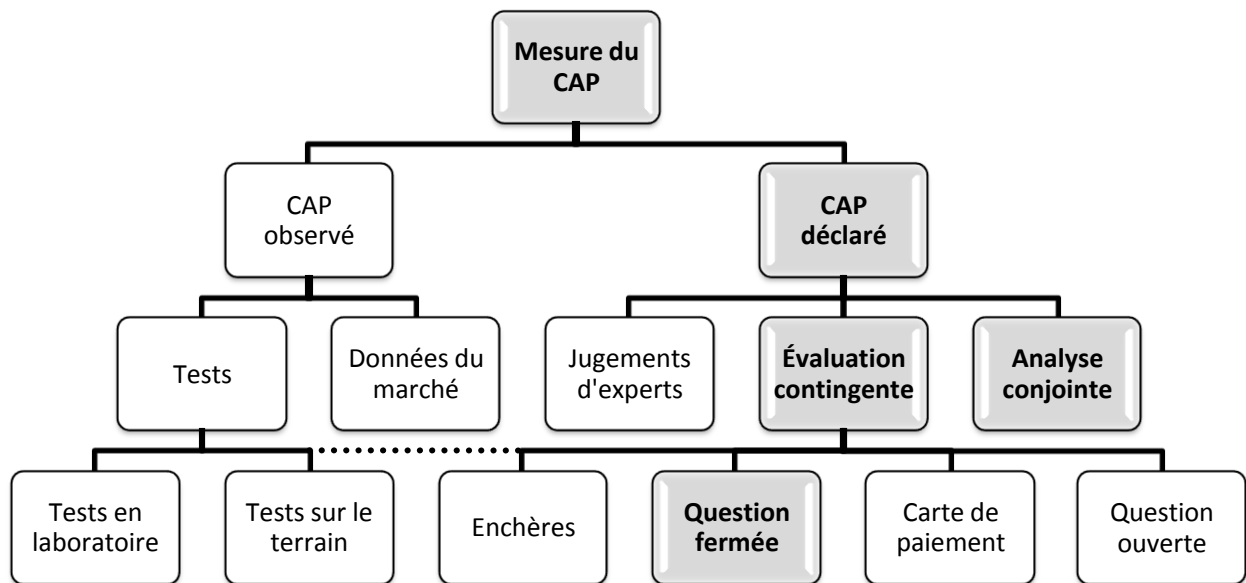 Mesure du
CAP
CAP
observé
CAP
déclaré
Tests
Données du
marché
Jugements
d'experts
Évaluation
contingente
Analyse
conjointe
Tests en
laboratoire
Tests sur le
terrain
Enchères
Question
fermée
Carte de
paiement
Question
ouverte